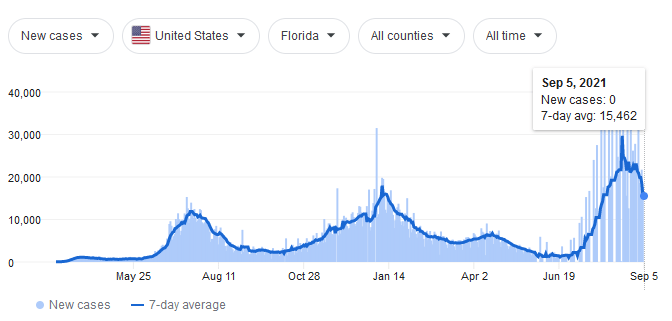 New cases United States Florida All counties All time
Sep 5, 2021
New cases: 0
7-day avg: 15,462
40,000
30,000
20,000
10,000
0
May 25 Aug 11 Oct 28 Jan 14 Apr 2 Jun 19 Sep 5
New cases 7-day average